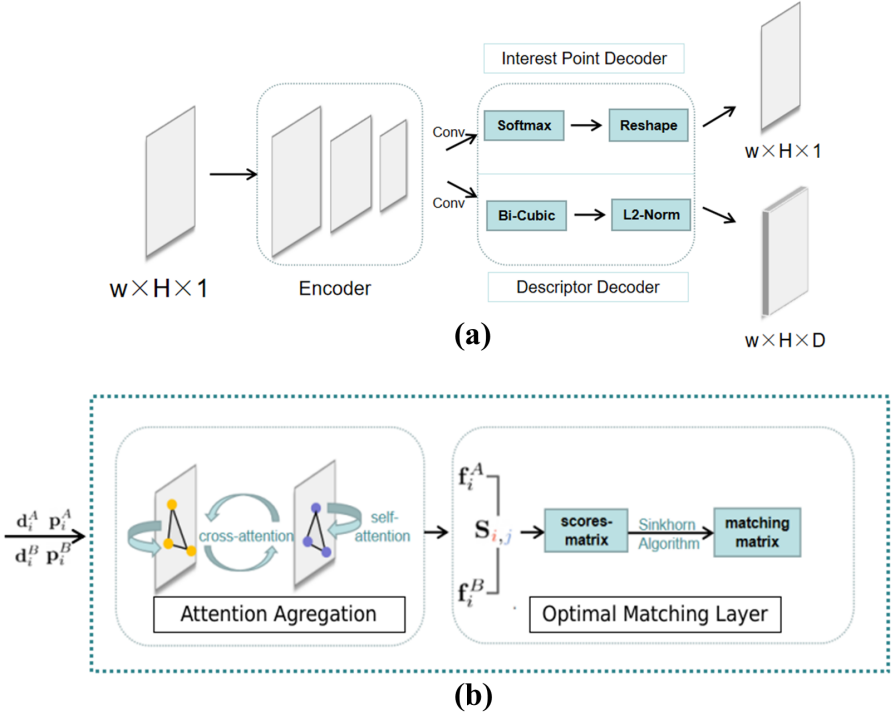 Interest Point Decoder
Conv
Softmax
Reshape
w×H×1
Conv
Bi-Cubic
L2-Norm
w×H×1
Encoder
Descriptor Decoder
w×H×D
(a)
d_i^A p_i^A
d_i^B p_i^B
cross-attention
self-
attention
Attention Agregation
f_i^A
S_{i,j}
f_i^B
scores-
matrix
Sinkhorn
Algorithm
matching
matrix
Optimal Matching Layer
(b)